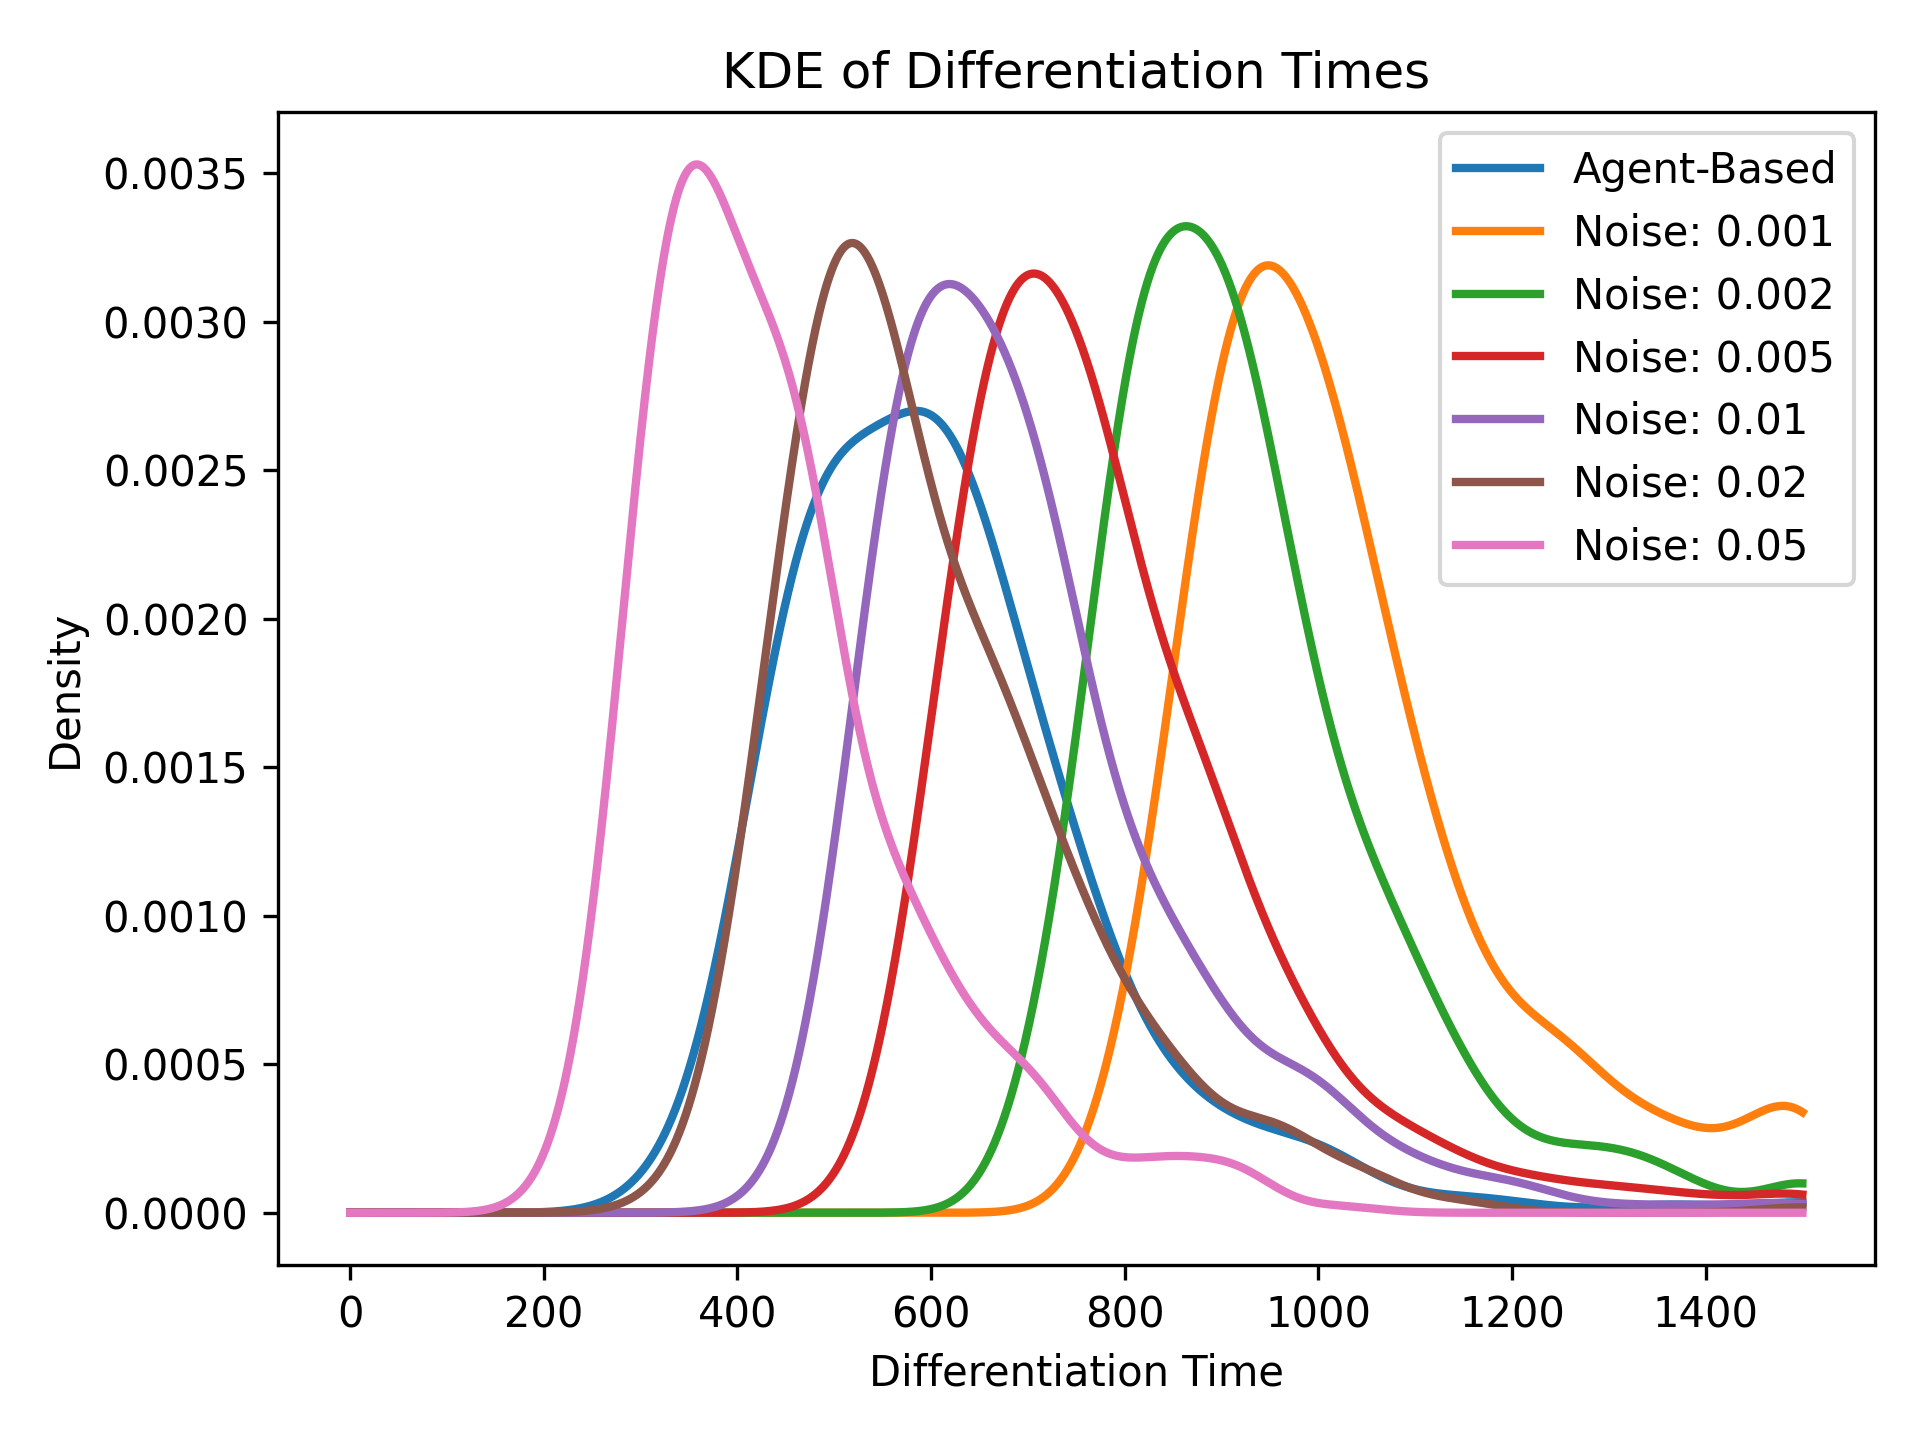 KDE of Differentiation Times
Density
0.0035
0.0030
0.0025
0.0020
0.0015
0.0010
0.0005
0.0000
Agent-Based
Noise: 0.001
Noise: 0.002
Noise: 0.005
Noise: 0.01
Noise: 0.02
Noise: 0.05
0 200 400 600 800 1000 1200 1400
Differentiation Time